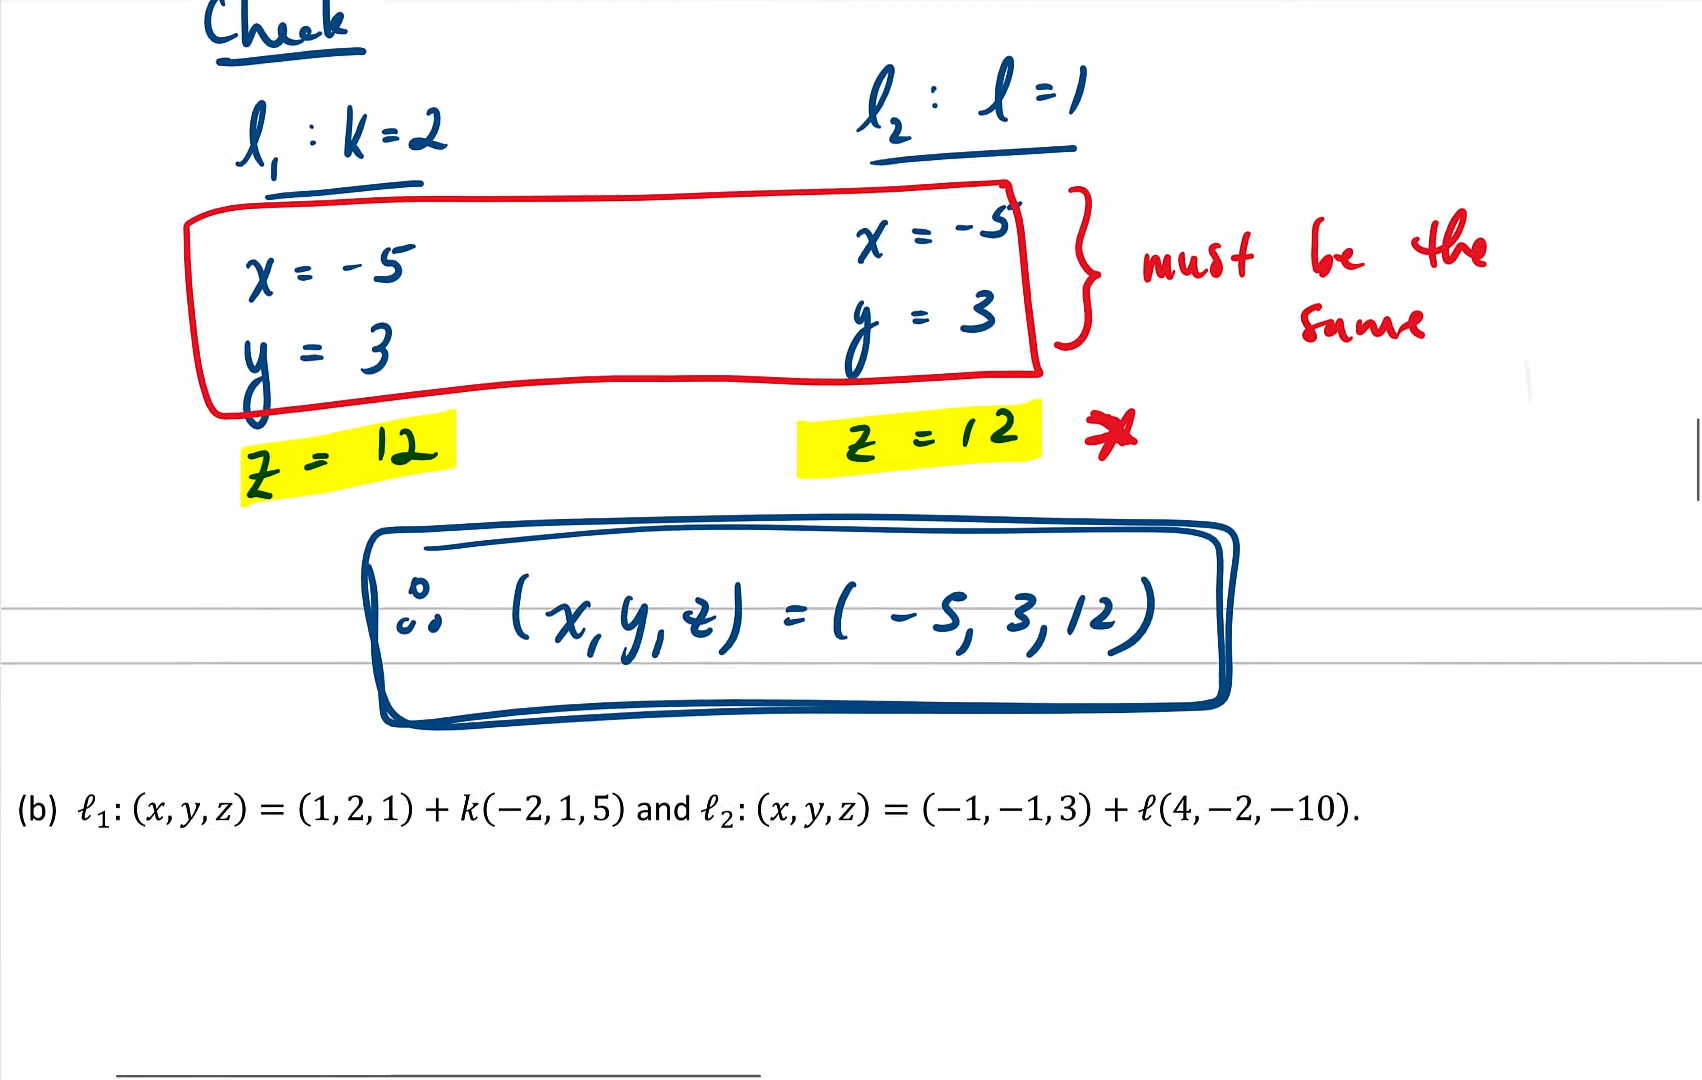 Check
ℓ₁ : k = 2
ℓ₂ : ℓ = 1
x = -5
x = -5
must be the
same
y = 3
y = 3
z = 12
z = 12 *
∴ (x, y, z) = ( -5, 3, 12)
(b) ℓ₁: (x, y, z) = (1, 2, 1) + k(−2, 1, 5) and ℓ₂: (x, y, z) = (−1, −1, 3) + ℓ(4, −2, −10).